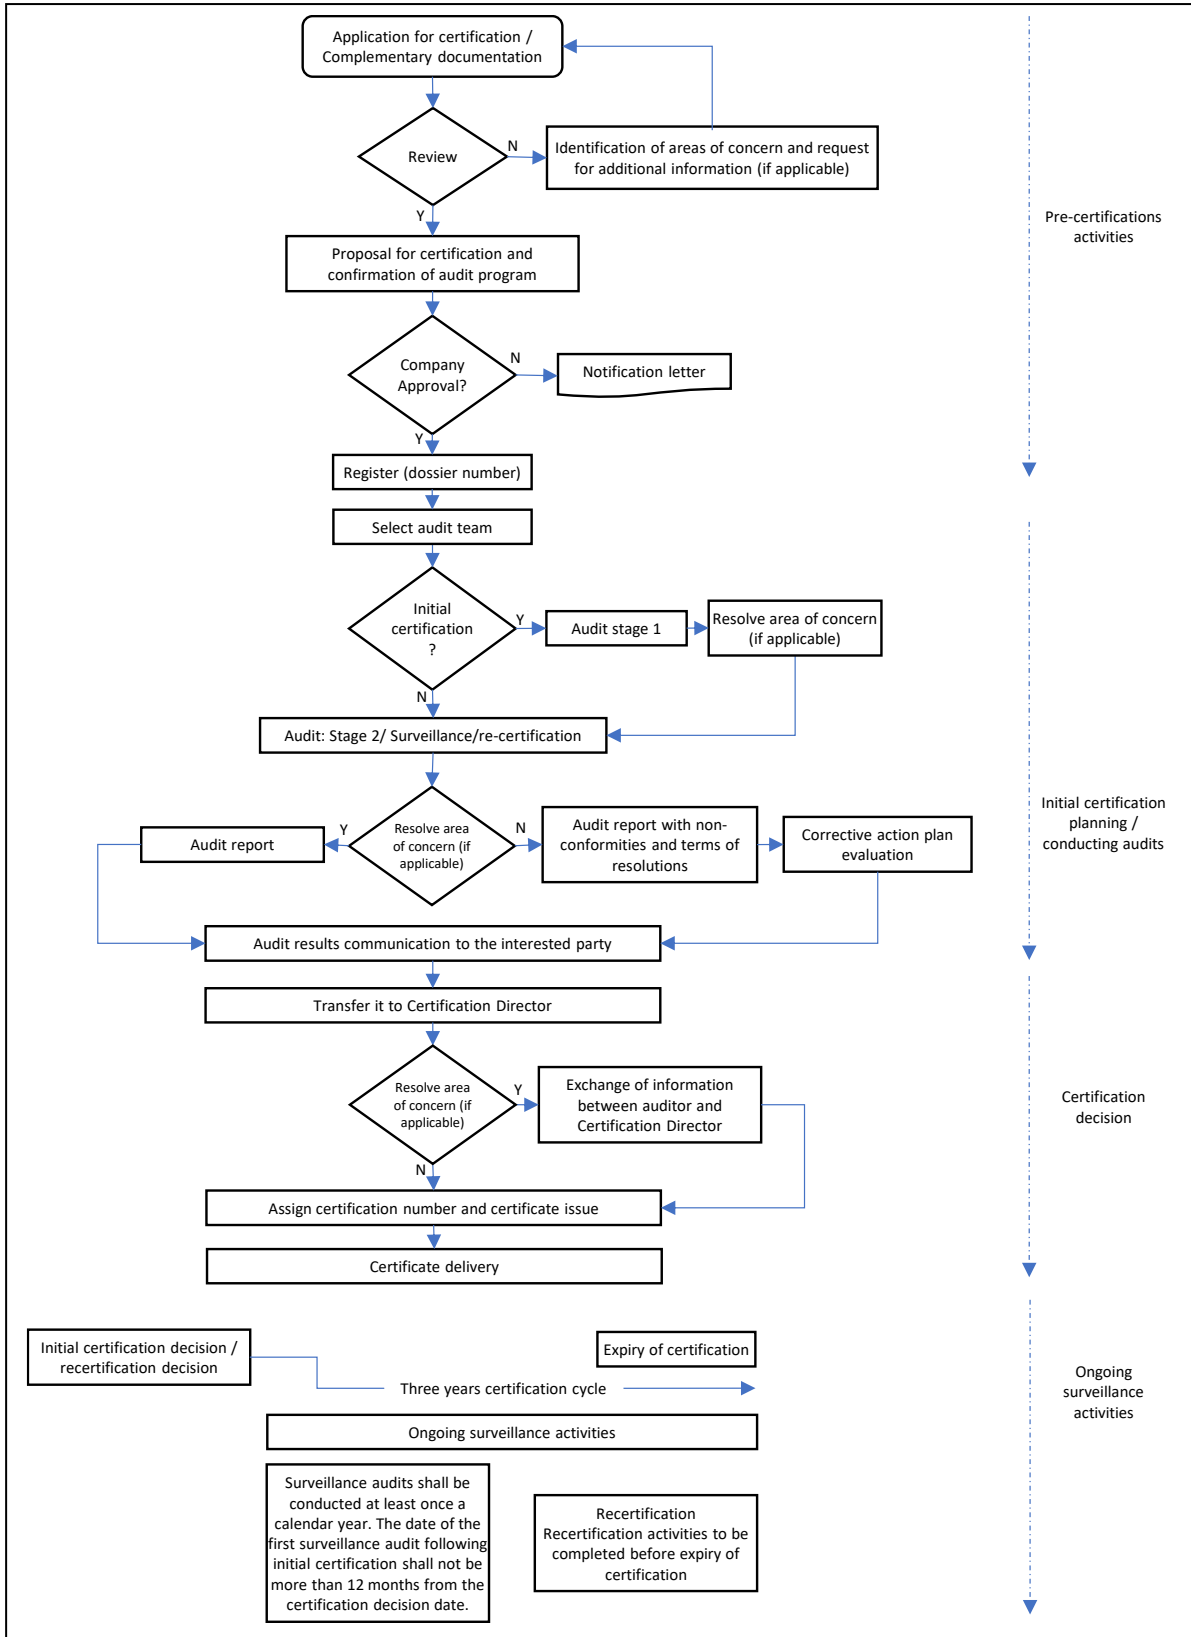 Application for certification /
Complementary documentation
Review
N
Identification of areas of concern and request
for additional information (if applicable)
Y
Pre-certifications
activities
Proposal for certification and
confirmation of audit program
Company
Approval?
N
Notification letter
Y
Register (dossier number)
Select audit team
Initial
certification
?
Y
Audit stage 1
Resolve area of concern
(if applicable)
N
Audit: Stage 2/ Surveillance/re-certification
Initial certification
planning /
conducting audits
Audit report
Y
Resolve area
of concern (if
applicable)
N
Audit report with non-
conformities and terms of
resolutions
Corrective action plan
evaluation
Audit results communication to the interested party
Transfer it to Certification Director
Resolve area
of concern (if
applicable)
Y
Exchange of information
between auditor and
Certification Director
Certification
decision
N
Assign certification number and certificate issue
Certificate delivery
Initial certification decision /
recertification decision
Expiry of certification
Three years certification cycle
Ongoing
surveillance
activities
Ongoing surveillance activities
Surveillance audits shall be
conducted at least once a
calendar year. The date of the
first surveillance audit following
initial certification shall not be
more than 12 months from the
certification decision date.
Recertification
Recertification activities to be
completed before expiry of
certification